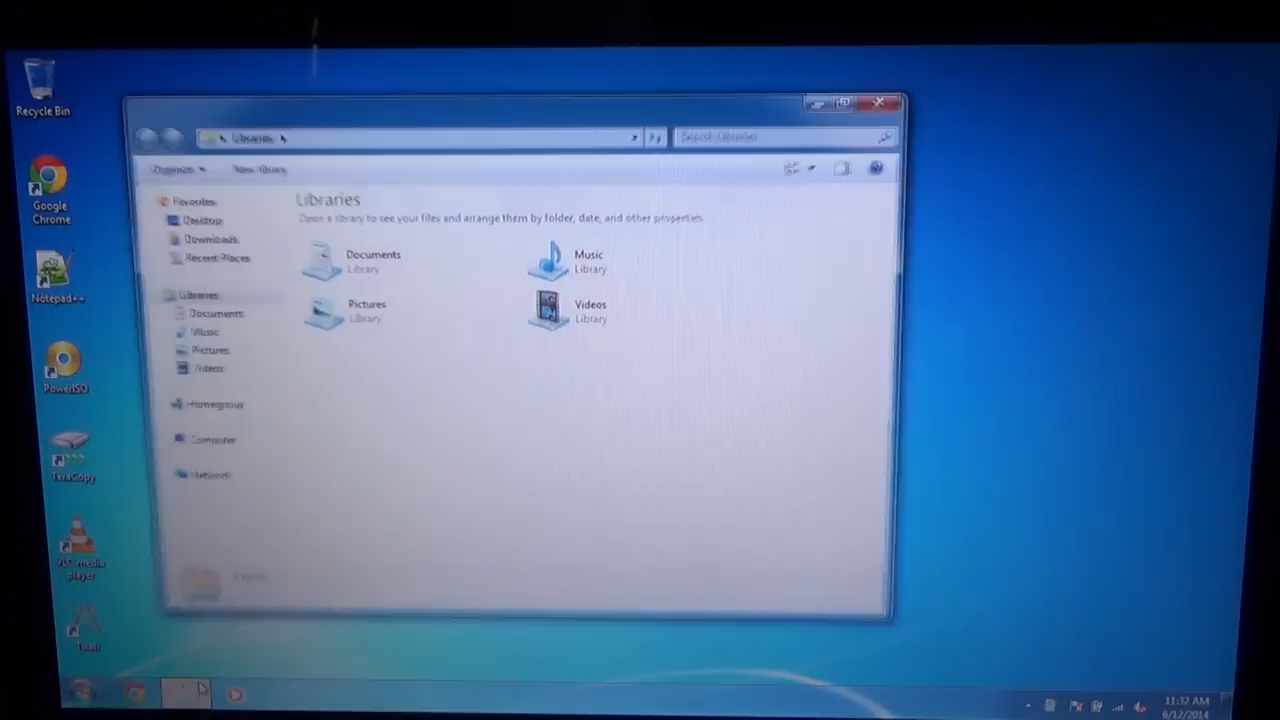 Recycle Bin
Google
Chrome
Notepad++
PowerISO
TeraCopy
VLC media
player
Libraries
Search Libraries
Organize
New library
Favorites
Desktop
Downloads
Recent Places
Libraries
Documents
Music
Pictures
Videos
Homegroup
Computer
Network
Libraries
Open a library to see your files and arrange them by folder, date, and other properties.
Documents
Library
Music
Library
Pictures
Library
Videos
Library
4 items
11:32 AM
6/12/2014